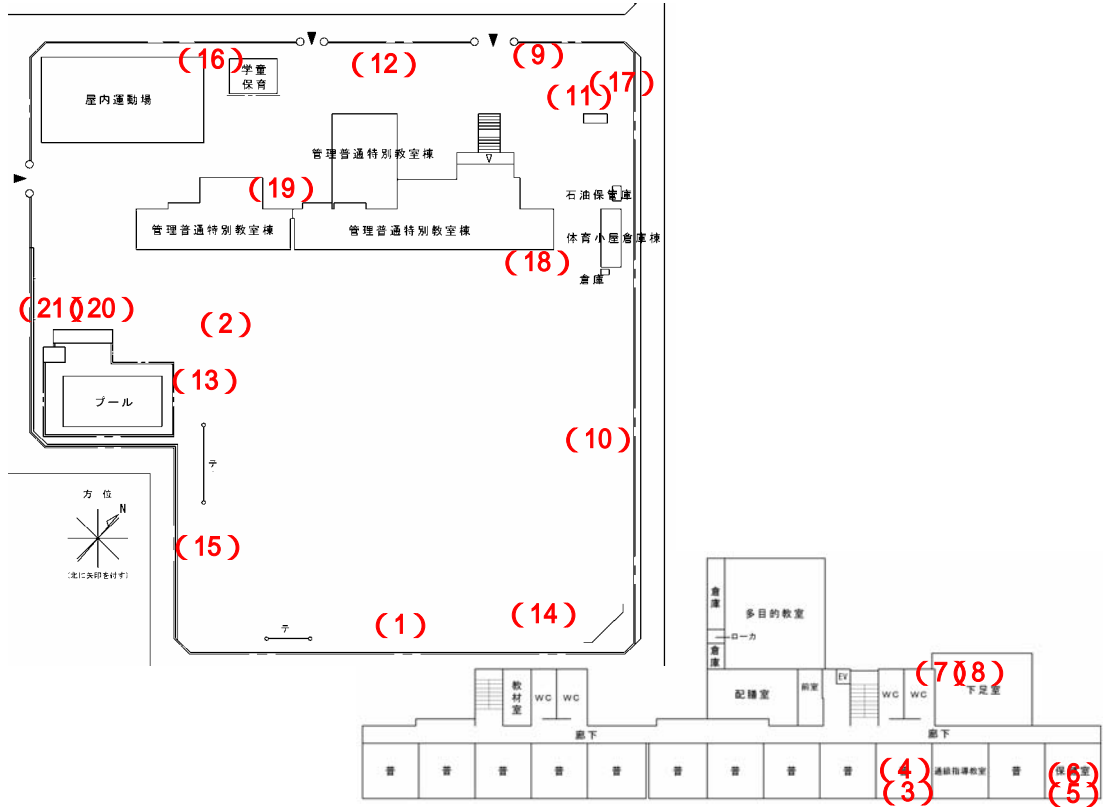 (16)
学童
保育
(12)
(9)
(17)
(11)
屋内運動場
管理普通特別教室棟
(19)
石油保管庫
管理普通特別教室棟
管理普通特別教室棟
体育小屋倉庫棟
(18)
倉庫
(21)
(20)
(2)
(13)
プール
(10)
テ
方位
N
(北に矢印を付す)
(15)
(14)
テ
(1)
倉庫
多目的教室
ローカ
倉庫
教材室
WC
WC
配膳室
前室
EV
WC
WC
(7)
(8)
下足室
廊下
廊下
普
普
普
普
普
普
普
普
普
(4)
(3)
通級指導教室
普
保健室
(6)
(5)